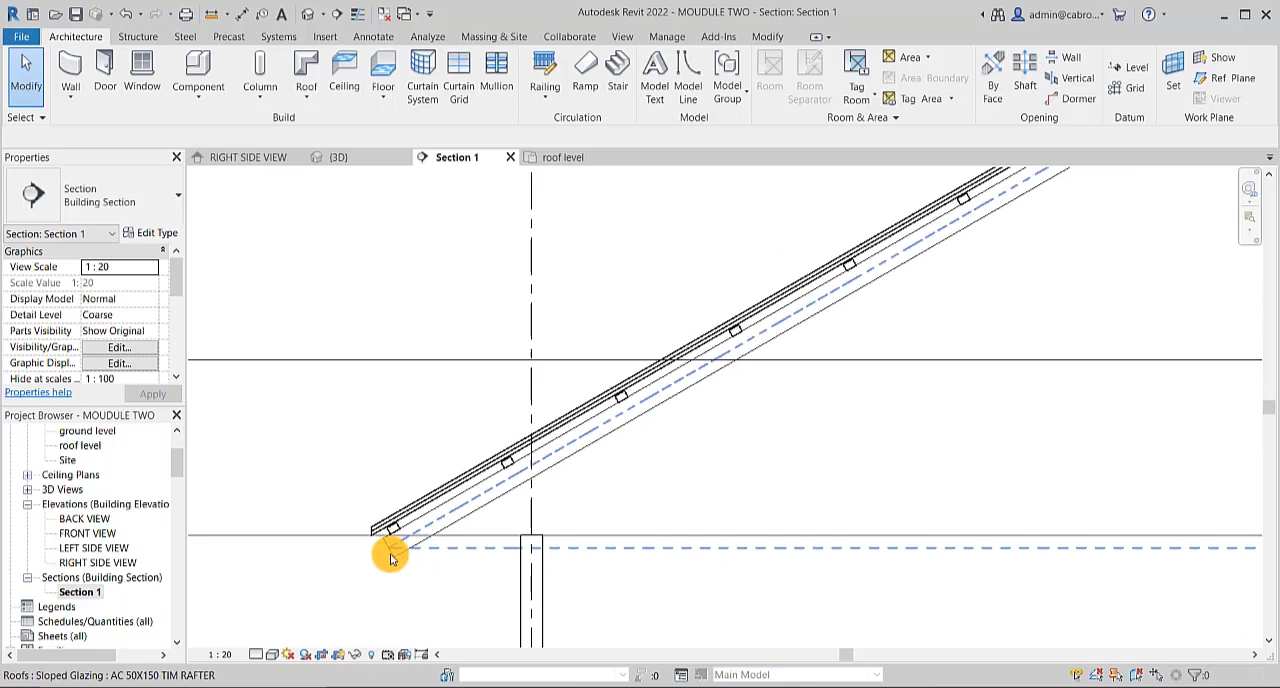 Autodesk Revit 2022 - MOUDULE TWO - Section: Section 1
admin@cabro...
File Architecture Structure Steel Precast Systems Insert Annotate Analyze Massing & Site Collaborate View Manage Add-Ins Modify
Modify Wall Door Window Component Column Roof Ceiling Floor Curtain System Curtain Grid Mullion Railing Ramp Stair Model Text Model Line Model Group Room Room Separator Tag Room Area Area Boundary Tag Area By Face Shaft Wall Vertical Dormer Level Grid Set Show Ref Plane Viewer
Select Build Circulation Model Room & Area Opening Datum Work Plane
Properties
RIGHT SIDE VIEW {3D} Section 1 roof level
Section
Building Section
Section: Section 1 Edit Type
Graphics
View Scale 1 : 20
Scale Value 1: 20
Display Model Normal
Detail Level Coarse
Parts Visibility Show Original
Visibility/Grap... Edit...
Graphic Displ... Edit...
Hide at scales ... 1 : 100
Properties help Apply
Project Browser - MOUDULE TWO
ground level
roof level
Site
Ceiling Plans
3D Views
Elevations (Building Elevatio
BACK VIEW
FRONT VIEW
LEFT SIDE VIEW
RIGHT SIDE VIEW
Sections (Building Section)
Section 1
Legends
Schedules/Quantities (all)
Sheets (all)
1 : 20
Roofs : Sloped Glazing : AC 50X150 TIM RAFTER :0 Main Model :0